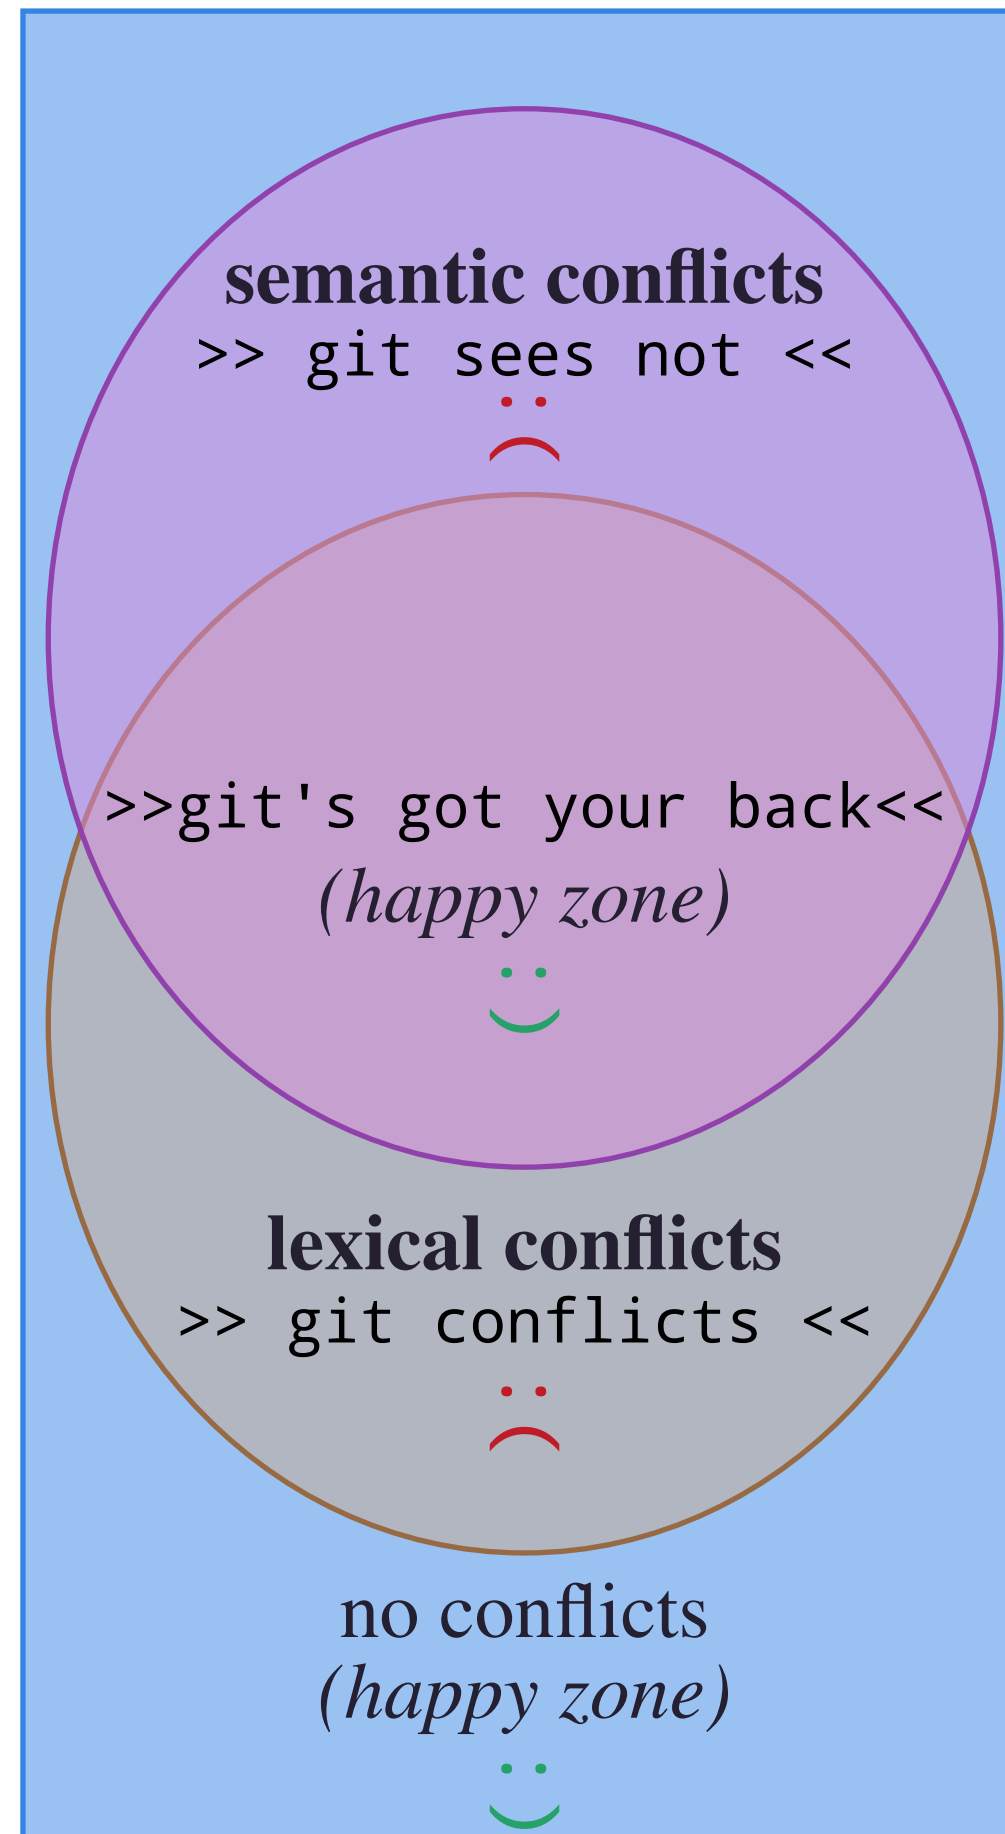 semantic conflicts
>> git sees not <<
>>git's got your back<<
(happy zone)
lexical conflicts
>> git conflicts <<
no conflicts
(happy zone)